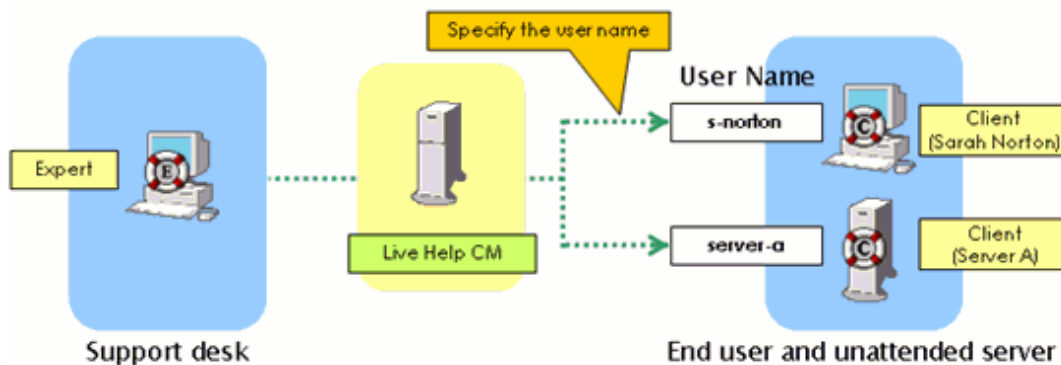 Specify the user name
User Name
s-norton
Client
(Sarah Norton)
Expert
E
C
Live Help CM
server-a
C
Client
(Server A)
Support desk
End user and unattended server